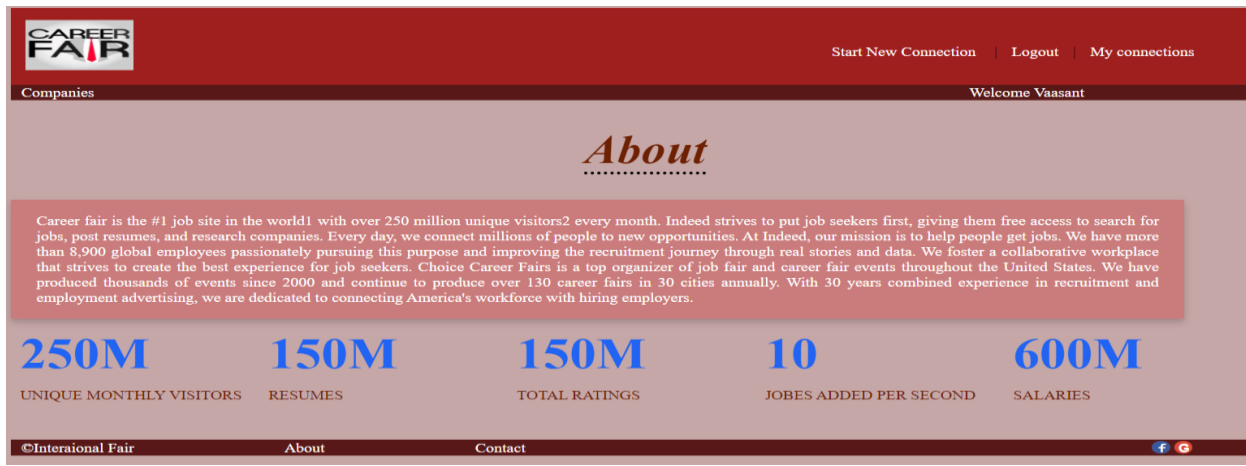 CAREER
FAIR
Start New Connection | Logout | My connections
Companies
Welcome Vaasant
About
Career fair is the #1 job site in the world1 with over 250 million unique visitors2 every month. Indeed strives to put job seekers first, giving them free access to search for
jobs, post resumes, and research companies. Every day, we connect millions of people to new opportunities. At Indeed, our mission is to help people get jobs. We have more
than 8,900 global employees passionately pursuing this purpose and improving the recruitment journey through real stories and data. We foster a collaborative workplace
that strives to create the best experience for job seekers. Choice Career Fairs is a top organizer of job fair and career fair events throughout the United States. We have
produced thousands of events since 2000 and continue to produce over 130 career fairs in 30 cities annually. With 30 years combined experience in recruitment and
employment advertising, we are dedicated to connecting America's workforce with hiring employers.
250M 150M 150M 10 600M
UNIQUE MONTHLY VISITORS RESUMES TOTAL RATINGS JOBES ADDED PER SECOND SALARIES
©Interaional Fair About Contact f G